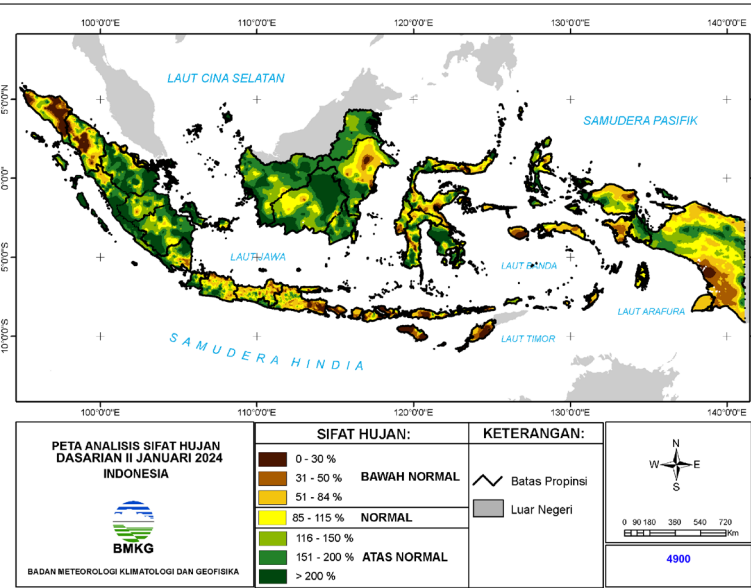 100°0'0"E 110°0'0"E 120°0'0"E 130°0'0"E 140°0'0"E
LAUT CINA SELATAN
SAMUDERA PASIFIK
5°0'0"N
0°0'0"
5°0'0"S
10°0'0"S
LAUT JAWA
LAUT BANDA
LAUT ARAFURA
LAUT TIMOR
SAMUDERA HINDIA
100°0'0"E 110°0'0"E 120°0'0"E 130°0'0"E 140°0'0"E
PETA ANALISIS SIFAT HUJAN
DASARIAN II JANUARI 2024
INDONESIA
BMKG
BADAN METEOROLOGI KLIMATOLOGI DAN GEOFISIKA
SIFAT HUJAN:
0 - 30 %
31 - 50 % BAWAH NORMAL
51 - 84 %
85 - 115 % NORMAL
116 - 150 %
151 - 200 % ATAS NORMAL
> 200 %
KETERANGAN:
Batas Propinsi
Luar Negeri
N
W E
S
0 90 180 360 540 720
Km
4900